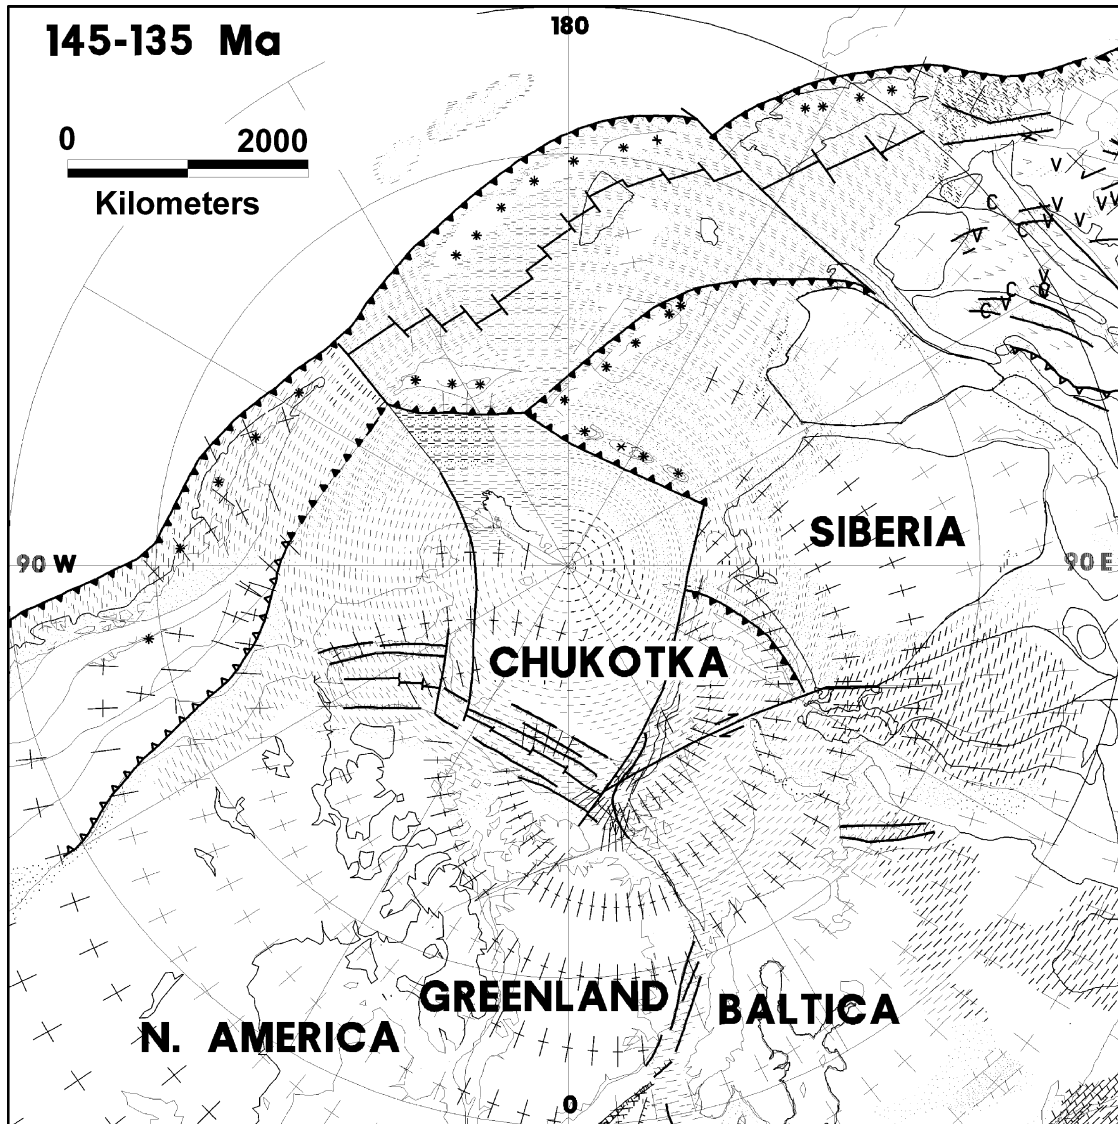 145-135 Ma
180
0 2000
Kilometers
SIBERIA
90 W
90 E
CHUKOTKA
GREENLAND
BALTICA
N. AMERICA
0